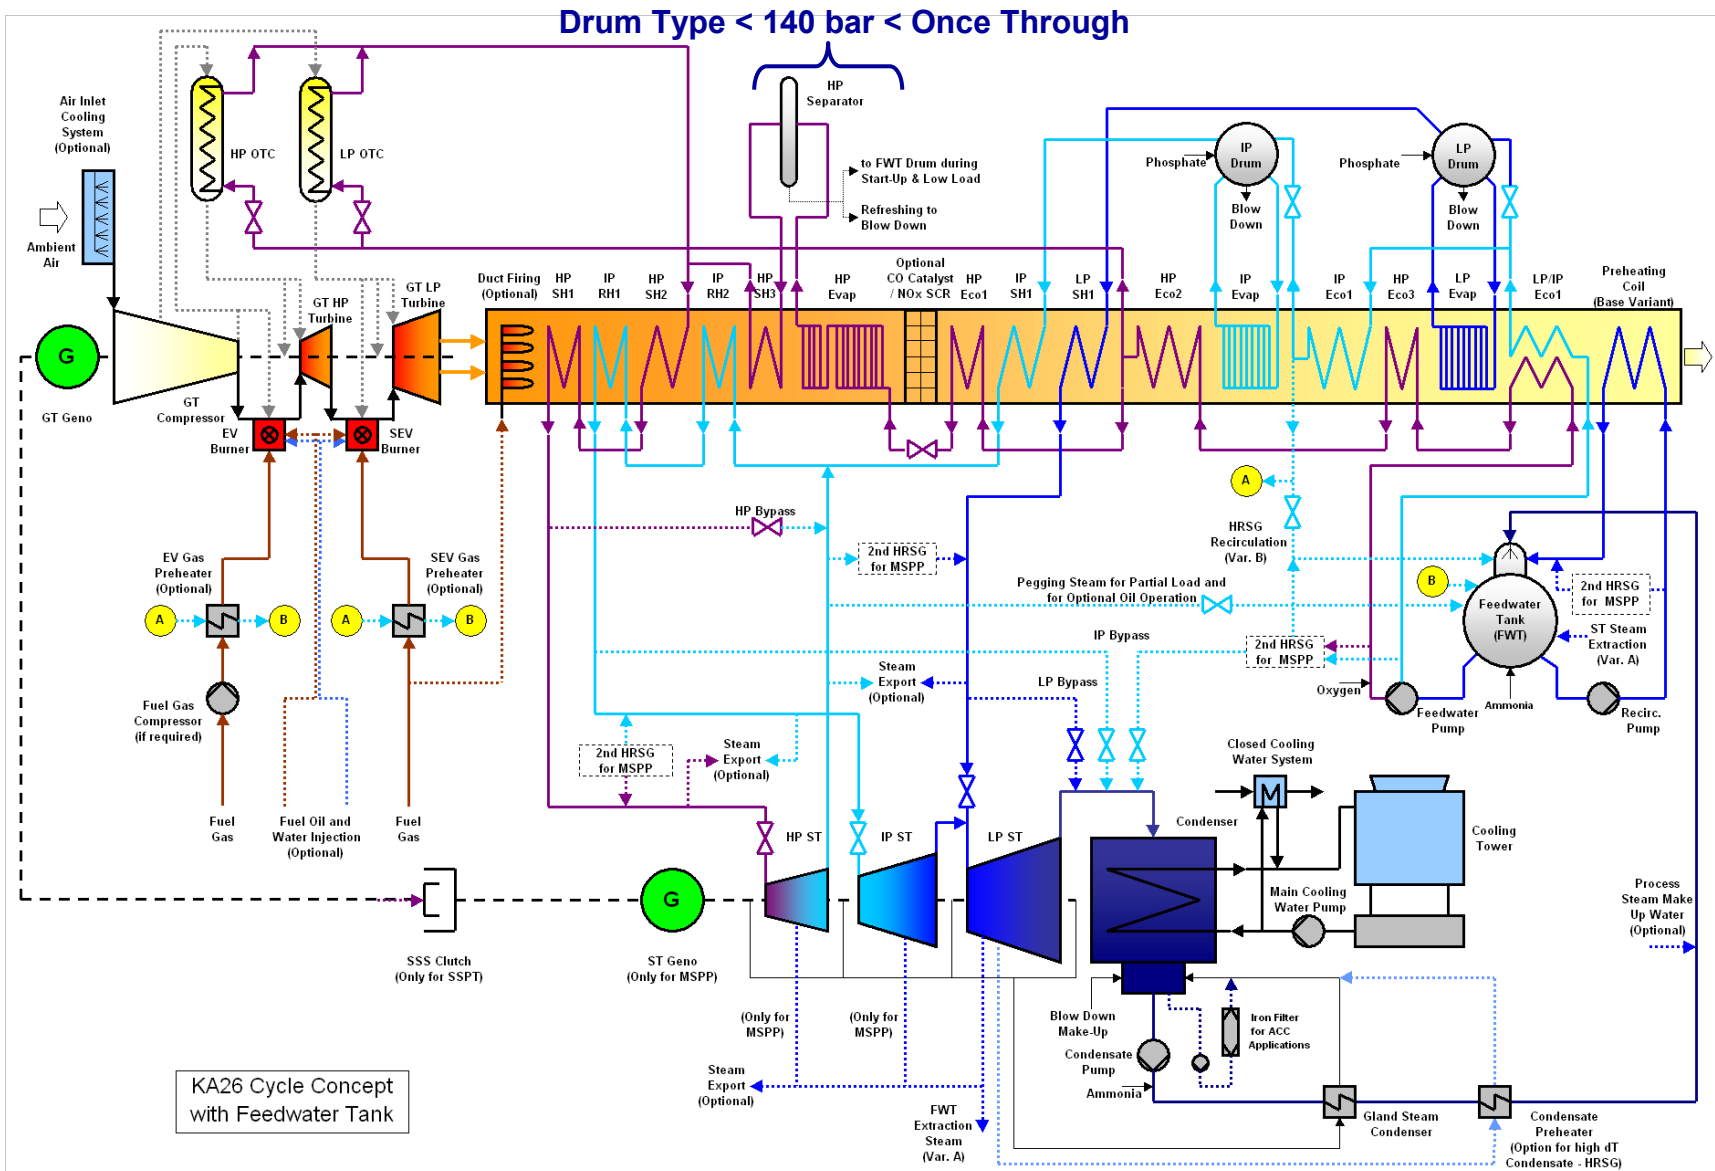 Drum Type < 140 bar < Once Through
Air Inlet
Cooling
System
(Optional)
HP OTC
LP OTC
HP
Separator
to FWT Drum during
Start-Up & Low Load
Refreshing to
Blow Down
Phosphate
IP
Drum
Blow
Down
Phosphate
LP
Drum
Blow
Down
Ambient
Air
Duct Firing
(Optional)
HP
SH1
IP
RH1
HP
SH2
IP
RH2
HP
SH3
HP
Evap
Optional
CO Catalyst
/ NOx SCR
HP
Eco1
IP
SH1
LP
SH1
HP
Eco2
IP
Evap
IP
Eco1
HP
Eco3
LP
Evap
LP/IP
Eco1
Preheating
Coil
(Base Variant)
G
GT Geno
GT
Compressor
GT HP
Turbine
GT LP
Turbine
EV
Burner
SEV
Burner
EV Gas
Preheater
(Optional)
SEV Gas
Preheater
(Optional)
A
B
A
B
Fuel Gas
Compressor
(if required)
Fuel
Gas
Fuel Oil and
Water Injection
(Optional)
Fuel
Gas
HP Bypass
2nd HRSG
for MSPP
A
HRSG
Recirculation
(Var. B)
Pegging Steam for Partial Load and
for Optional Oil Operation
B
Feedwater
Tank
(FWT)
2nd HRSG
for MSPP
ST Steam
Extraction
(Var. A)
IP Bypass
2nd HRSG
for MSPP
Steam
Export
(Optional)
LP Bypass
Oxygen
Feedwater
Pump
Ammonia
Recirc.
Pump
2nd HRSG
for MSPP
Steam
Export
(Optional)
Closed Cooling
Water System
M
HP ST
IP ST
LP ST
Condenser
Cooling
Tower
Main Cooling
Water Pump
Process
Steam Make
Up Water
(Optional)
SSS Clutch
(Only for SSPT)
G
ST Geno
(Only for MSPP)
(Only for
MSPP)
(Only for
MSPP)
Blow Down
Make-Up
Iron Filter
for ACC
Applications
Condensate
Pump
Ammonia
Steam
Export
(Optional)
FWT
Extraction
Steam
(Var. A)
Gland Steam
Condenser
Condensate
Preheater
(Option for high dT
Condensate - HRSG)
KA26 Cycle Concept
with Feedwater Tank